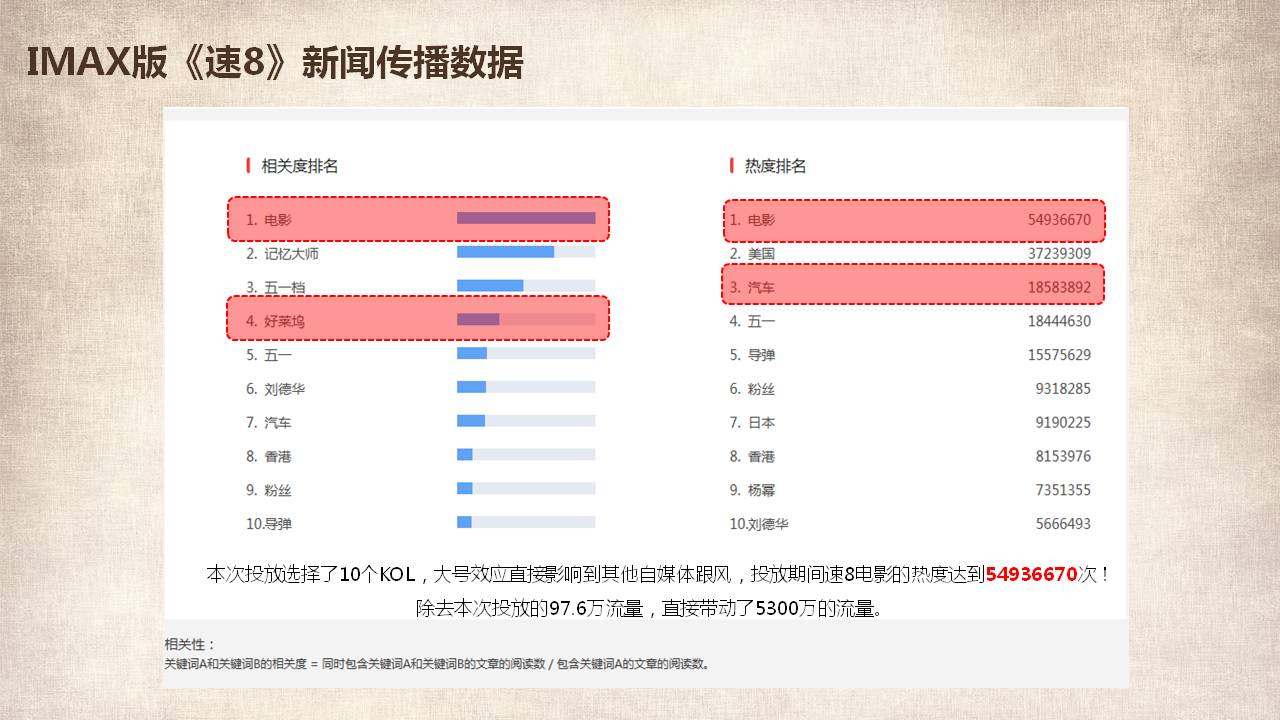 IMAX版《速8》新闻传播数据
相关度排名
1. 电影
2. 记忆大师
3. 五一档
4. 好莱坞
5. 五一
6. 刘德华
7. 汽车
8. 香港
9. 粉丝
10.导弹
热度排名
1. 电影 54936670
2. 美国 37239309
3. 汽车 18583892
4. 五一 18444630
5. 导弹 15575629
6. 粉丝 9318285
7. 日本 9190225
8. 香港 8153976
9. 杨幂 7351355
10.刘德华 5666493
本次投放选择了10个KOL，大号效应直接影响到其他自媒体跟风，投放期间速8电影的热度达到54936670次！
除去本次投放的97.6万流量，直接带动了5300万的流量。
相关性：
关键词A和关键词B的相关度 = 同时包含关键词A和关键词B的文章的阅读数 / 包含关键词A的文章的阅读数。